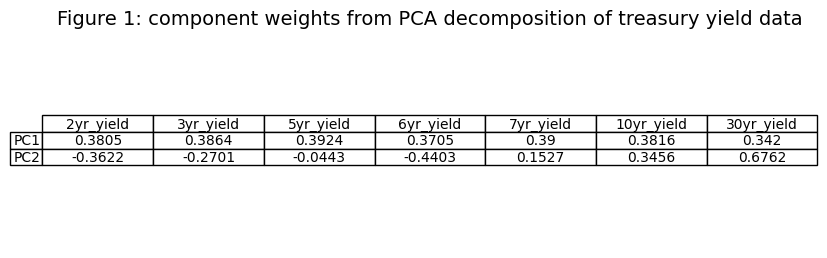 Figure 1: component weights from PCA decomposition of treasury yield data
2yr_yield 3yr_yield 5yr_yield 6yr_yield 7yr_yield 10yr_yield 30yr_yield
PC1 0.3805 0.3864 0.3924 0.3705 0.39 0.3816 0.342
PC2 -0.3622 -0.2701 -0.0443 -0.4403 0.1527 0.3456 0.6762